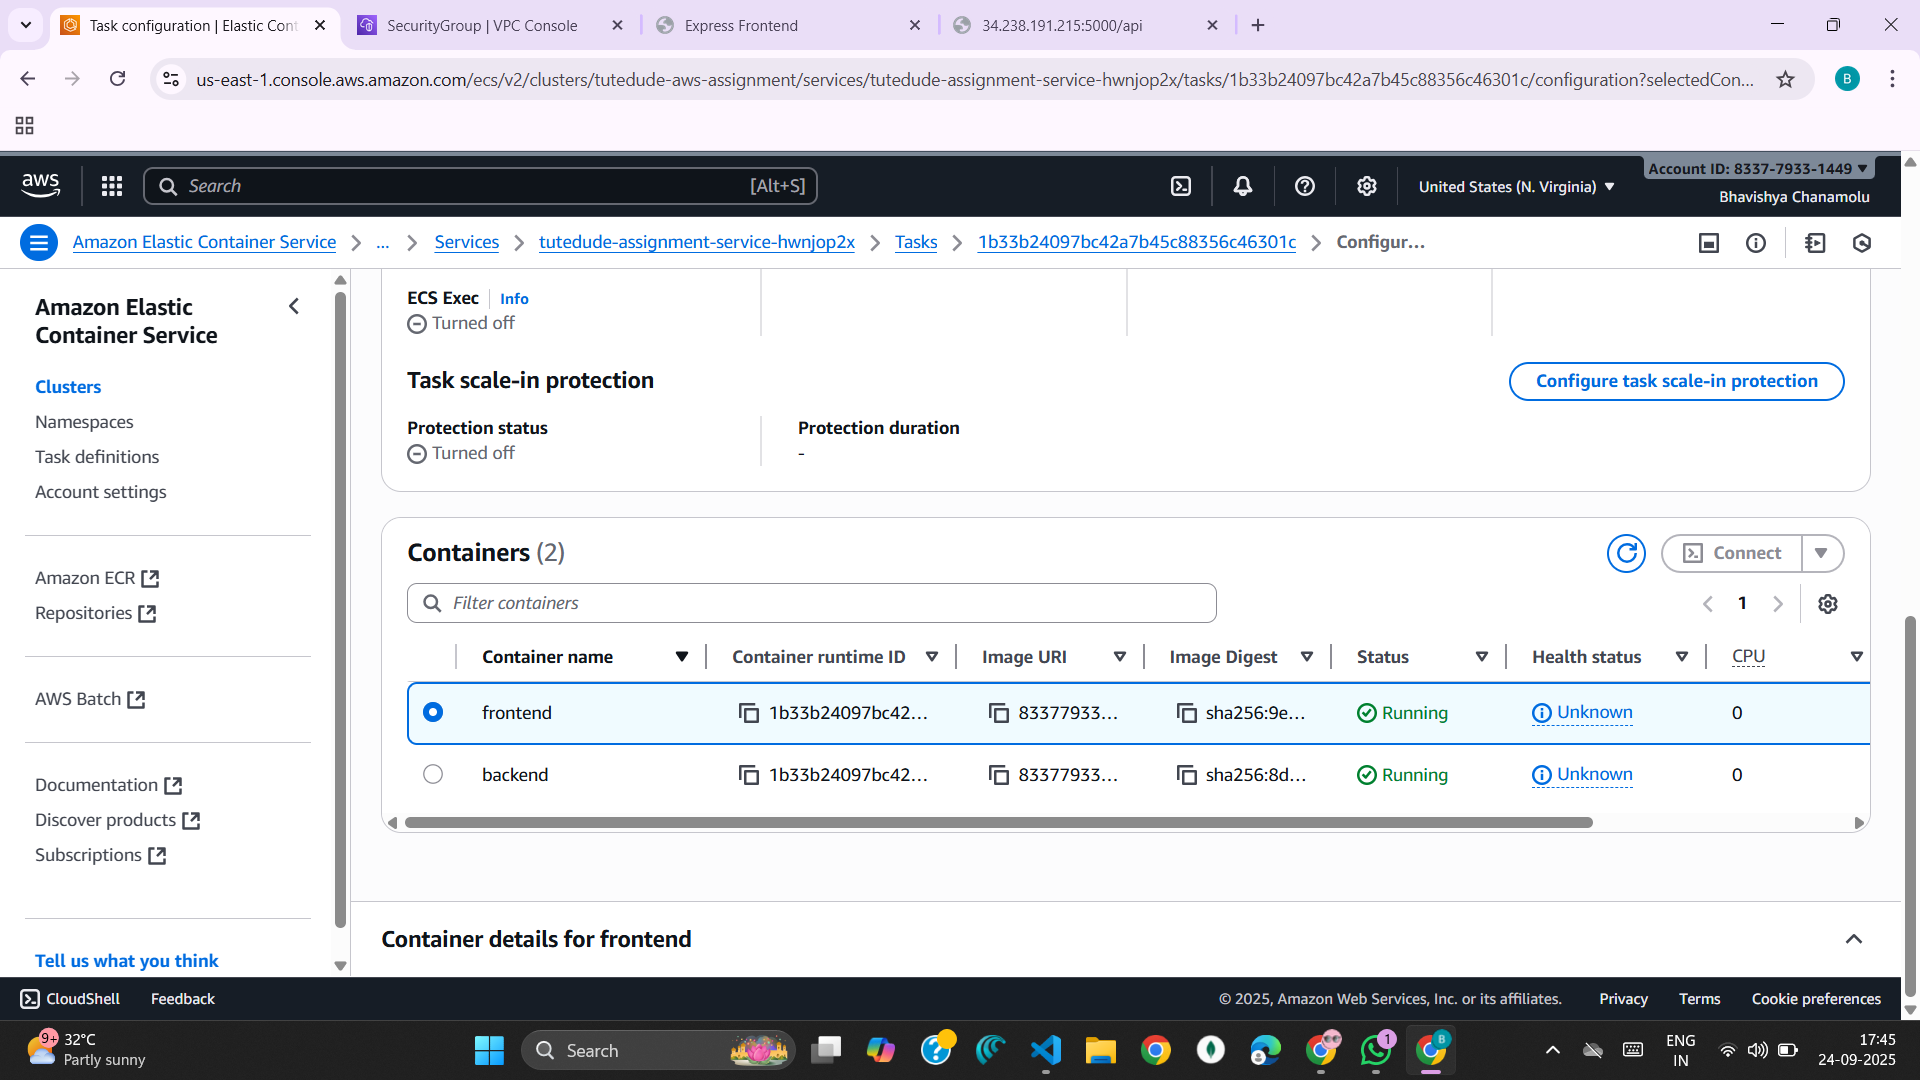 Task configuration | Elastic Cont
SecurityGroup | VPC Console
Express Frontend
34.238.191.215:5000/api
us-east-1.console.aws.amazon.com/ecs/v2/clusters/tutedude-aws-assignment/services/tutedude-assignment-service-hwnjop2x/tasks/1b33b24097bc42a7b45c88356c46301c/configuration?selectedCon...
B
aws
Search
[Alt+S]
United States (N. Virginia)
Account ID: 8337-7933-1449
Bhavishya Chanamolu
Amazon Elastic Container Service
...
Services
tutedude-assignment-service-hwnjop2x
Tasks
1b33b24097bc42a7b45c88356c46301c
Configur...
Amazon Elastic
Container Service
Clusters
Namespaces
Task definitions
Account settings
Amazon ECR
Repositories
AWS Batch
Documentation
Discover products
Subscriptions
Tell us what you think
ECS Exec Info
Turned off
Task scale-in protection
Configure task scale-in protection
Protection status
Turned off
Protection duration
-
Containers (2)
Connect
Filter containers
1
Container name Container runtime ID Image URI Image Digest Status Health status CPU
frontend 1b33b24097bc42... 83377933... sha256:9e... Running Unknown 0
backend 1b33b24097bc42... 83377933... sha256:8d... Running Unknown 0
Container details for frontend
CloudShell
Feedback
© 2025, Amazon Web Services, Inc. or its affiliates.
Privacy
Terms
Cookie preferences
9+
32°C
Partly sunny
Search
1
B
ENG
IN
17:45
24-09-2025